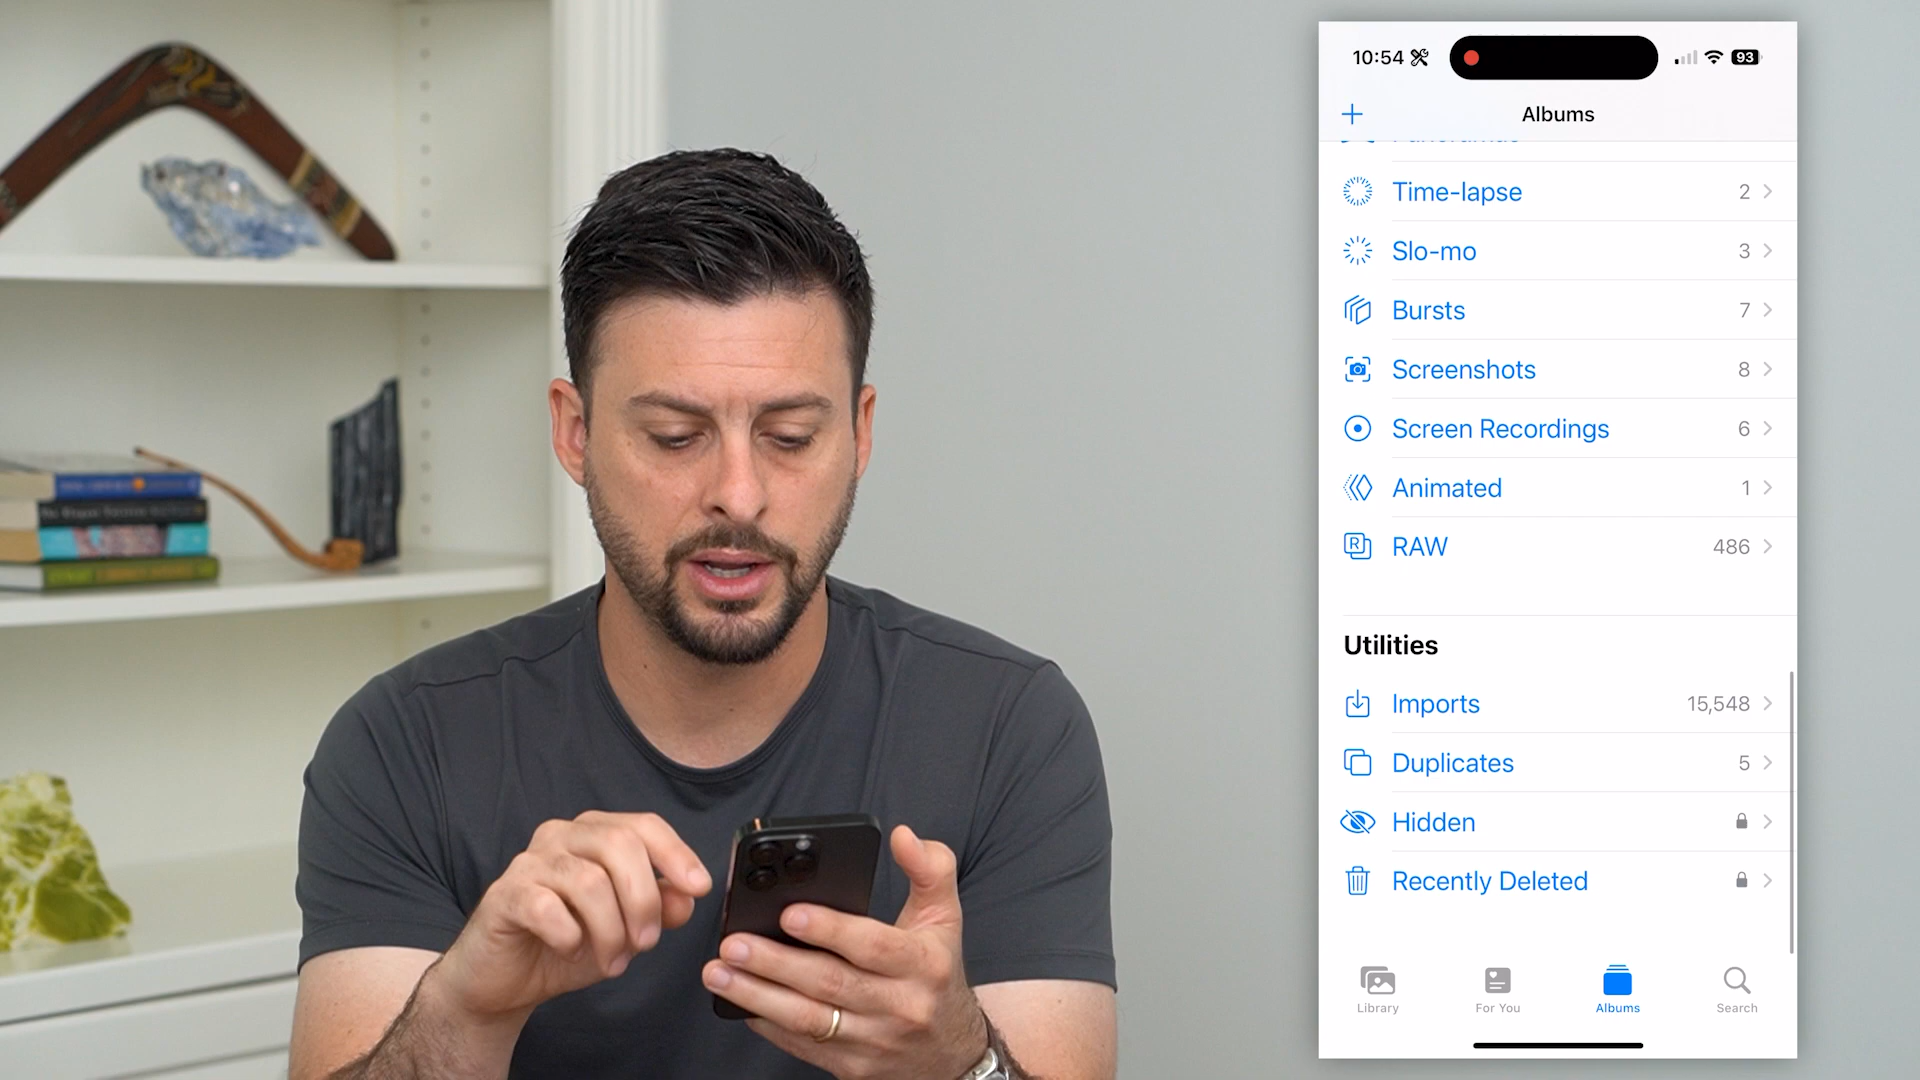 10:54
93
Albums
Panoramas
Time-lapse 2
Slo-mo 3
Bursts 7
Screenshots 8
Screen Recordings 6
Animated 1
RAW 486
Utilities
Imports 15,548
Duplicates 5
Hidden
Recently Deleted
Library
For You
Albums
Search